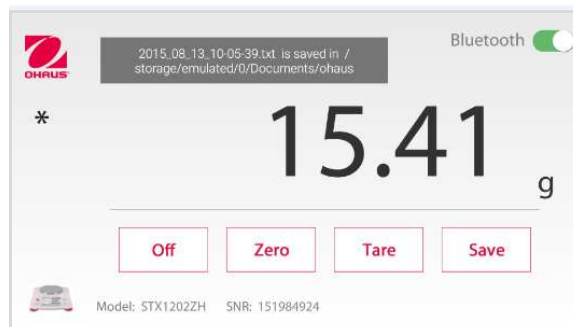 Bluetooth
OHAUS
2015_08_13_10-05-39.txt is saved in /
storage/emulated/0/Documents/ohaus
*
15.41
g
Off Zero Tare Save
Model: STX1202ZH SNR: 151984924